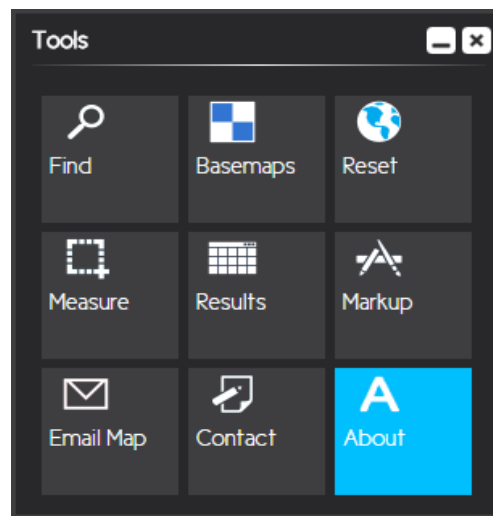 Tools
Find
Basemaps
Reset
Measure
Results
Markup
Email Map
Contact
A
About